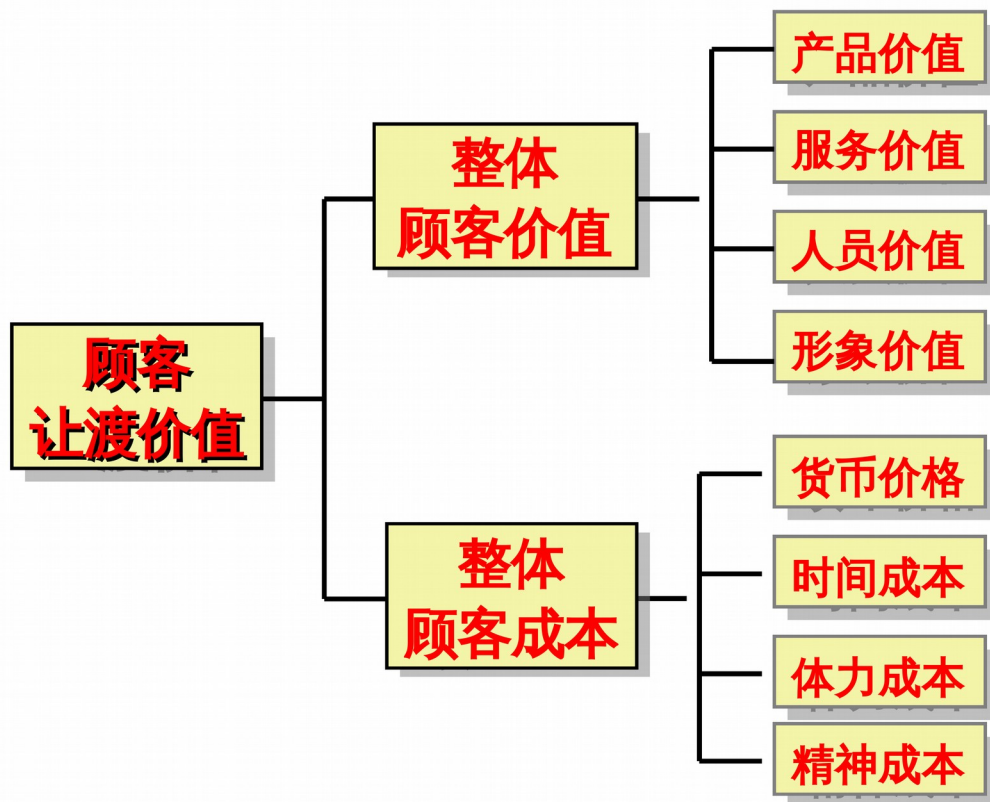 顾客
让渡价值
整体
顾客价值
产品价值
服务价值
人员价值
形象价值
整体
顾客成本
货币价格
时间成本
体力成本
精神成本